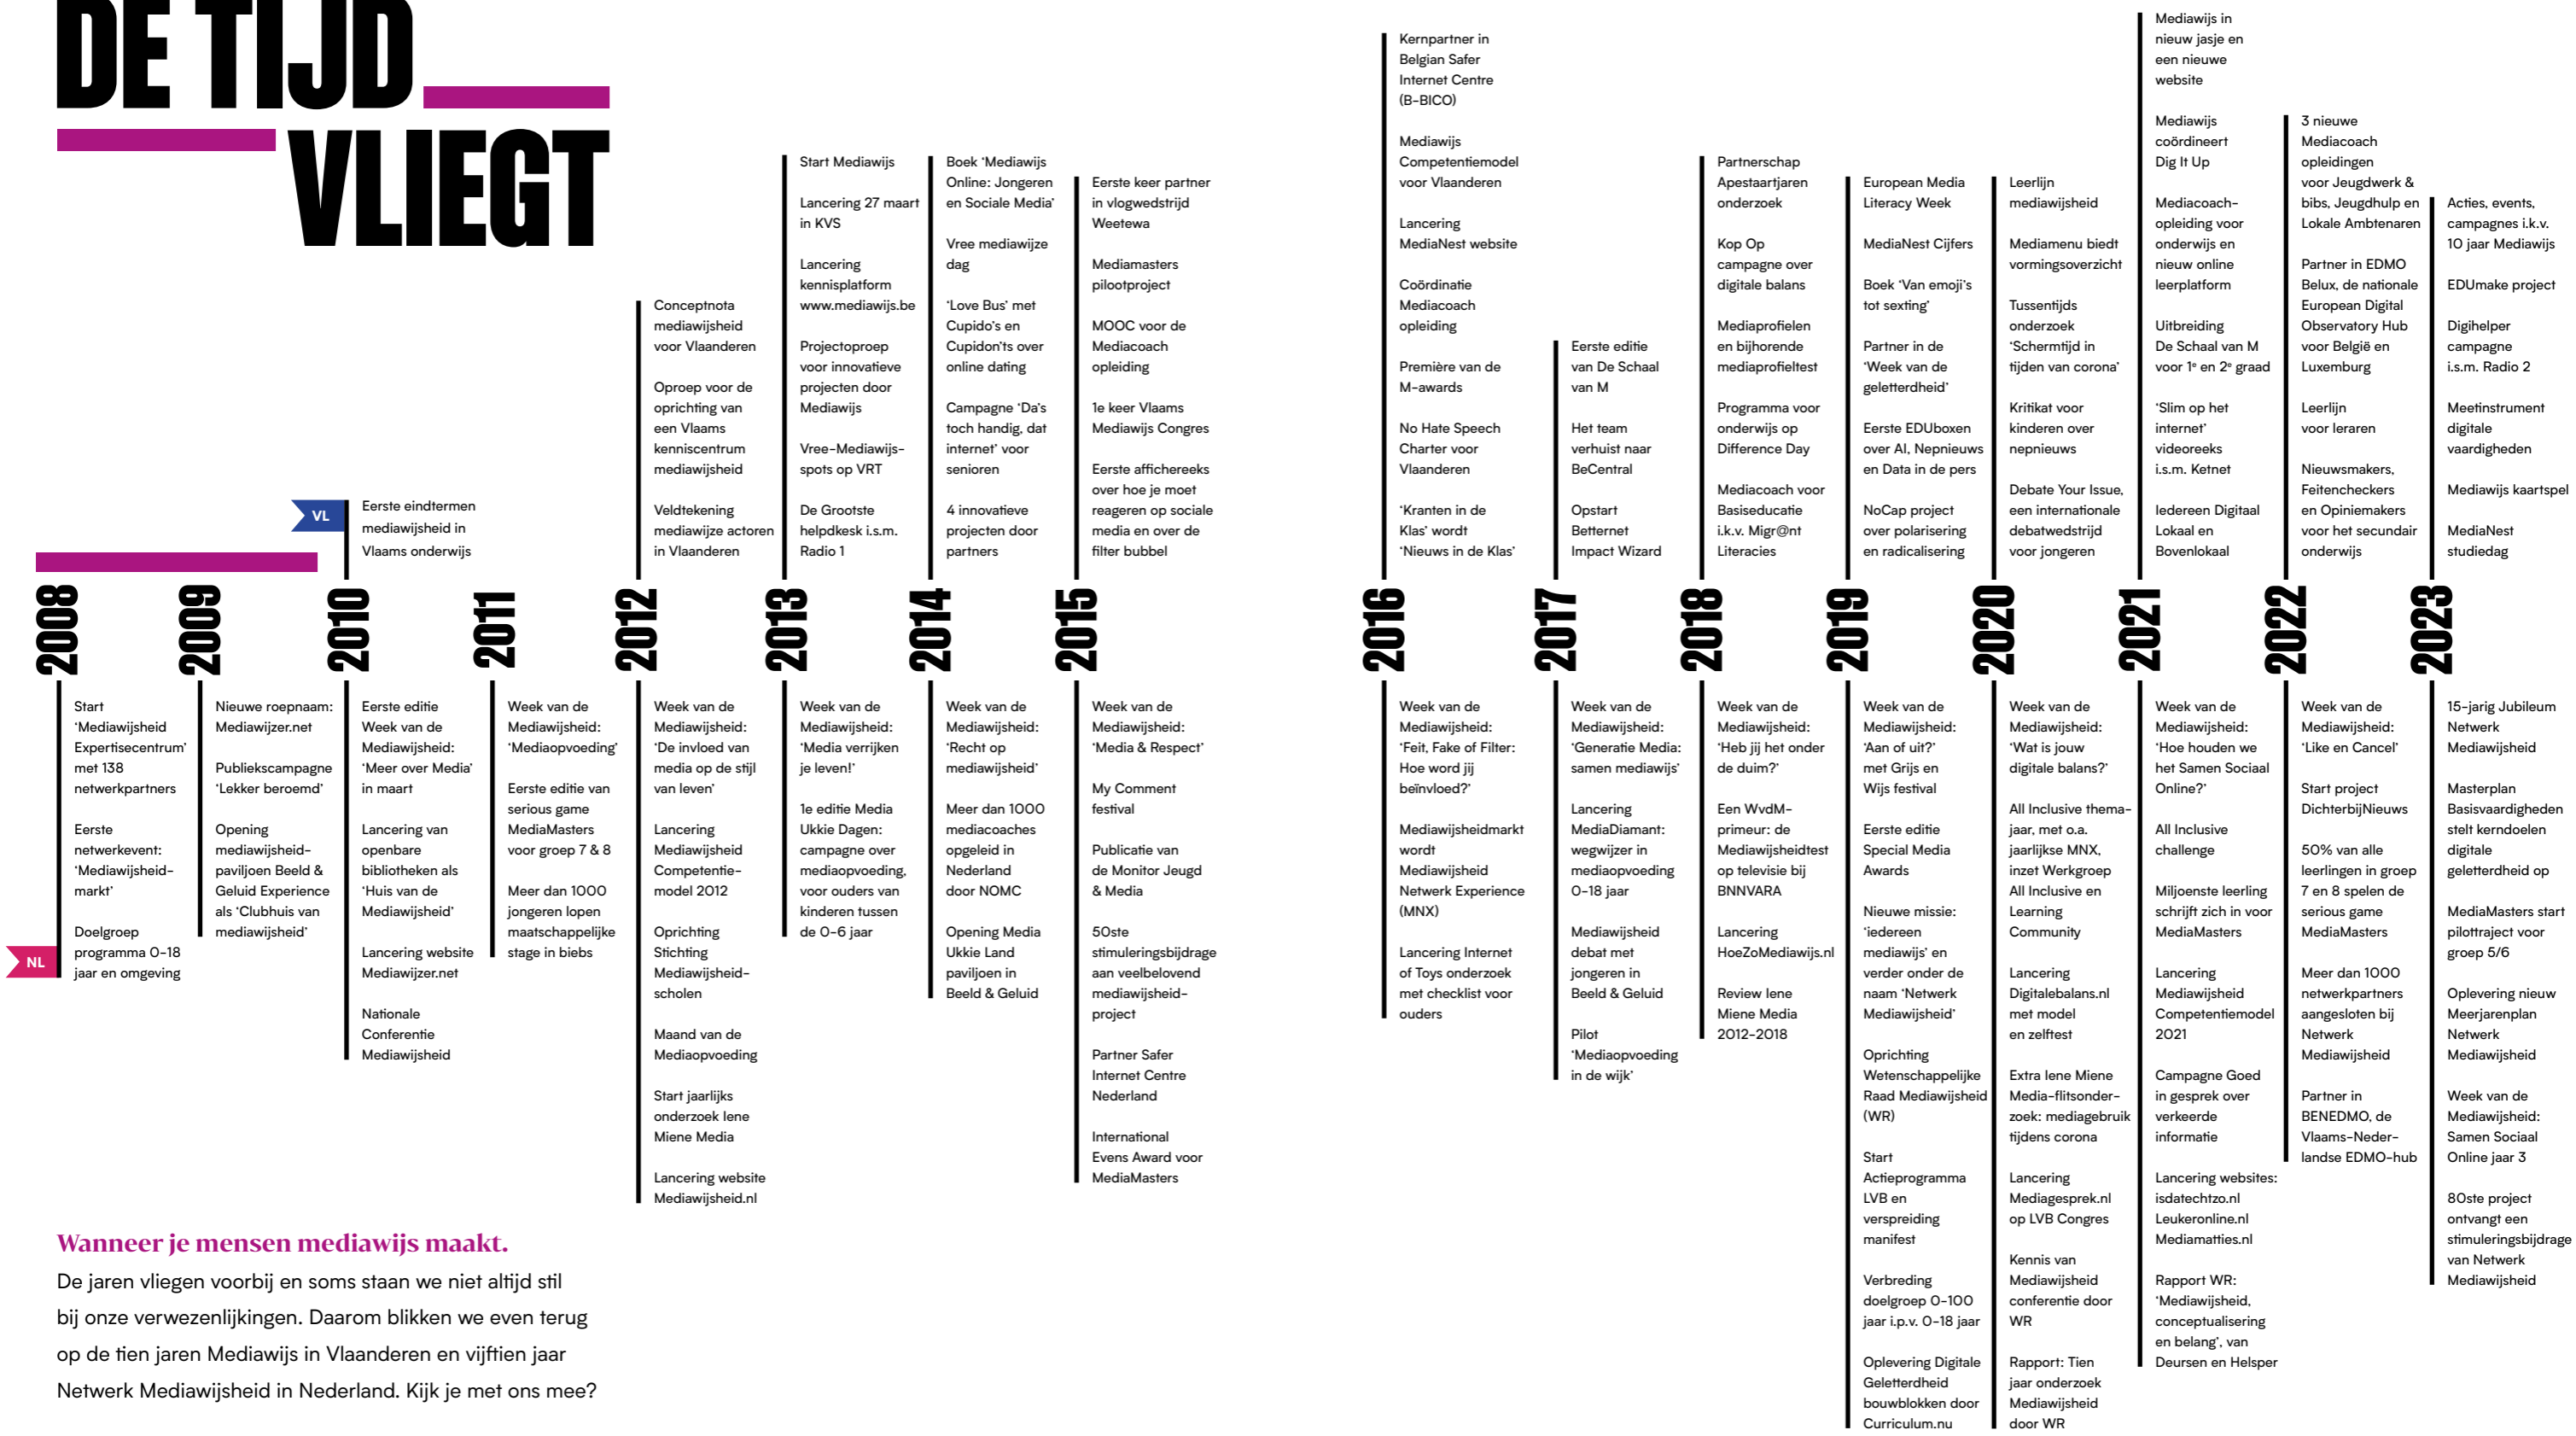 DE TIJD
VLIEGT
VL
Eerste eindtermen
mediawijsheid in
Vlaams onderwijs
Conceptnota
mediawijsheid
voor Vlaanderen
Oproep voor de
oprichting van
een Vlaams
kenniscentrum
mediawijsheid
Veldtekening
mediawijze actoren
in Vlaanderen
Start Mediawijs
Lancering 27 maart
in KVS
Lancering
kennisplatform
www.mediawijs.be
Projectoproep
voor innovatieve
projecten door
Mediawijs
Vree-Mediawijs-
spots op VRT
De Grootste
helpdkesk i.s.m.
Radio 1
Boek ‘Mediawijs
Online: Jongeren
en Sociale Media’
Vree mediawijze
dag
‘Love Bus’ met
Cupido’s en
Cupidon’ts over
online dating
Campagne ‘Da’s
toch handig, dat
internet’ voor
senioren
4 innovatieve
projecten door
partners
Eerste keer partner
in vlogwedstrijd
Weetewa
Mediamasters
pilootproject
MOOC voor de
Mediacoach
opleiding
1e keer Vlaams
Mediawijs Congres
Eerste affichereeks
over hoe je moet
reageren op sociale
media en over de
filter bubbel
Kernpartner in
Belgian Safer
Internet Centre
(B-BICO)
Mediawijs
Competentiemodel
voor Vlaanderen
Lancering
MediaNest website
Coördinatie
Mediacoach
opleiding
Première van de
M-awards
No Hate Speech
Charter voor
Vlaanderen
‘Kranten in de
Klas’ wordt
‘Nieuws in de Klas’
Eerste editie
van De Schaal
van M
Het team
verhuist naar
BeCentral
Opstart
Betternet
Impact Wizard
Partnerschap
Apestaartjaren
onderzoek
Kop Op
campagne over
digitale balans
Mediaprofielen
en bijhorende
mediaprofieltest
Programma voor
onderwijs op
Difference Day
Mediacoach voor
Basiseducatie
i.k.v. Migr@nt
Literacies
European Media
Literacy Week
MediaNest Cijfers
Boek ‘Van emoji’s
tot sexting’
Partner in de
‘Week van de
geletterdheid’
Eerste EDUboxen
over AI, Nepnieuws
en Data in de pers
NoCap project
over polarisering
en radicalisering
Leerlijn
mediawijsheid
Mediamenu biedt
vormingsoverzicht
Tussentijds
onderzoek
‘Schermtijd in
tijden van corona’
Kritikat voor
kinderen over
nepnieuws
Debate Your Issue,
een internationale
debatwedstrijd
voor jongeren
Mediawijs in
nieuw jasje en
een nieuwe
website
Mediawijs
coördineert
Dig It Up
Mediacoach-
opleiding voor
onderwijs en
nieuw online
leerplatform
Uitbreiding
De Schaal van M
voor 1e en 2e graad
‘Slim op het
internet’
videoreeks
i.s.m. Ketnet
Iedereen Digitaal
Lokaal en
Bovenlokaal
3 nieuwe
Mediacoach
opleidingen
voor Jeugdwerk &
bibs, Jeugdhulp en
Lokale Ambtenaren
Partner in EDMO
Belux, de nationale
European Digital
Observatory Hub
voor België en
Luxemburg
Leerlijn
voor leraren
Nieuwsmakers,
Feitencheckers
en Opiniemakers
voor het secundair
onderwijs
Acties, events,
campagnes i.k.v.
10 jaar Mediawijs
EDUmake project
Digihelper
campagne
i.s.m. Radio 2
Meetinstrument
digitale
vaardigheden
Mediawijs kaartspel
MediaNest
studiedag
2008
2009
2010
2011
2012
2013
2014
2015
2016
2017
2018
2019
2020
2021
2022
2023
NL
Start
‘Mediawijsheid
Expertisecentrum’
met 138
netwerkpartners
Eerste
netwerkevent:
‘Mediawijsheid-
markt’
Doelgroep
programma 0-18
jaar en omgeving
Nieuwe roepnaam:
Mediawijzer.net
Publiekscampagne
‘Lekker beroemd’
Opening
mediawijsheid-
paviljoen Beeld &
Geluid Experience
als ‘Clubhuis van
mediawijsheid’
Eerste editie
Week van de
Mediawijsheid:
‘Meer over Media’
in maart
Lancering van
openbare
bibliotheken als
‘Huis van de
Mediawijsheid’
Lancering website
Mediawijzer.net
Nationale
Conferentie
Mediawijsheid
Week van de
Mediawijsheid:
‘Mediaopvoeding’
Eerste editie van
serious game
MediaMasters
voor groep 7 & 8
Meer dan 1000
jongeren lopen
maatschappelijke
stage in biebs
Week van de
Mediawijsheid:
‘De invloed van
media op de stijl
van leven’
Lancering
Mediawijsheid
Competentie-
model 2012
Oprichting
Stichting
Mediawijsheid-
scholen
Maand van de
Mediaopvoeding
Start jaarlijks
onderzoek Iene
Miene Media
Lancering website
Mediawijsheid.nl
Week van de
Mediawijsheid:
‘Media verrijken
je leven!’
1e editie Media
Ukkie Dagen:
campagne over
mediaopvoeding,
voor ouders van
kinderen tussen
de 0-6 jaar
Week van de
Mediawijsheid:
‘Recht op
mediawijsheid’
Meer dan 1000
mediacoaches
opgeleid in
Nederland
door NOMC
Opening Media
Ukkie Land
paviljoen in
Beeld & Geluid
Week van de
Mediawijsheid:
‘Media & Respect’
My Comment
festival
Publicatie van
de Monitor Jeugd
& Media
50ste
stimuleringsbijdrage
aan veelbelovend
mediawijsheid-
project
Partner Safer
Internet Centre
Nederland
International
Evens Award voor
MediaMasters
Week van de
Mediawijsheid:
‘Feit, Fake of Filter:
Hoe word jij
beïnvloed?’
Mediawijsheidmarkt
wordt
Mediawijsheid
Netwerk Experience
(MNX)
Lancering Internet
of Toys onderzoek
met checklist voor
ouders
Week van de
Mediawijsheid:
‘Generatie Media:
samen mediawijs’
Lancering
MediaDiamant:
wegwijzer in
mediaopvoeding
0-18 jaar
Mediawijsheid
debat met
jongeren in
Beeld & Geluid
Pilot
‘Mediaopvoeding
in de wijk’
Week van de
Mediawijsheid:
‘Heb jij het onder
de duim?’
Een WvdM-
primeur: de
Mediawijsheidtest
op televisie bij
BNNVARA
Lancering
HoeZoMediawijs.nl
Review Iene
Miene Media
2012-2018
Week van de
Mediawijsheid:
‘Aan of uit?’
met Grijs en
Wijs festival
Eerste editie
Special Media
Awards
Nieuwe missie:
‘iedereen
mediawijs’ en
verder onder de
naam ‘Netwerk
Mediawijsheid’
Oprichting
Wetenschappelijke
Raad Mediawijsheid
(WR)
Start
Actieprogramma
LVB en
verspreiding
manifest
Verbreding
doelgroep 0-100
jaar i.p.v. 0-18 jaar
Oplevering Digitale
Geletterdheid
bouwblokken door
Curriculum.nu
Week van de
Mediawijsheid:
‘Wat is jouw
digitale balans?’
All Inclusive thema-
jaar, met o.a.
jaarlijkse MNX,
inzet Werkgroep
All Inclusive en
Learning
Community
Lancering
Digitalebalans.nl
met model
en zelftest
Extra Iene Miene
Media-flitsonder-
zoek: mediagebruik
tijdens corona
Lancering
Mediagesprek.nl
op LVB Congres
Kennis van
Mediawijsheid
conferentie door
WR
Rapport: Tien
jaar onderzoek
Mediawijsheid
door WR
Week van de
Mediawijsheid:
‘Hoe houden we
het Samen Sociaal
Online?’
All Inclusive
challenge
Miljoenste leerling
schrijft zich in voor
MediaMasters
Lancering
Mediawijsheid
Competentiemodel
2021
Campagne Goed
in gesprek over
verkeerde
informatie
Lancering websites:
isdatechtzo.nl
Leukeronline.nl
Mediamatties.nl
Rapport WR:
‘Mediawijsheid,
conceptualisering
en belang’, van
Deursen en Helsper
Week van de
Mediawijsheid:
‘Like en Cancel’
Start project
DichterbijNieuws
50% van alle
leerlingen in groep
7 en 8 spelen de
serious game
MediaMasters
Meer dan 1000
netwerkpartners
aangesloten bij
Netwerk
Mediawijsheid
Partner in
BENEDMO, de
Vlaams-Neder-
landse EDMO-hub
15-jarig Jubileum
Netwerk
Mediawijsheid
Masterplan
Basisvaardigheden
stelt kerndoelen
digitale
geletterdheid op
MediaMasters start
pilottraject voor
groep 5/6
Oplevering nieuw
Meerjarenplan
Netwerk
Mediawijsheid
Week van de
Mediawijsheid:
Samen Sociaal
Online jaar 3
80ste project
ontvangt een
stimuleringsbijdrage
van Netwerk
Mediawijsheid
Wanneer je mensen mediawijs maakt.
De jaren vliegen voorbij en soms staan we niet altijd stil
bij onze verwezenlijkingen. Daarom blikken we even terug
op de tien jaren Mediawijs in Vlaanderen en vijftien jaar
Netwerk Mediawijsheid in Nederland. Kijk je met ons mee?